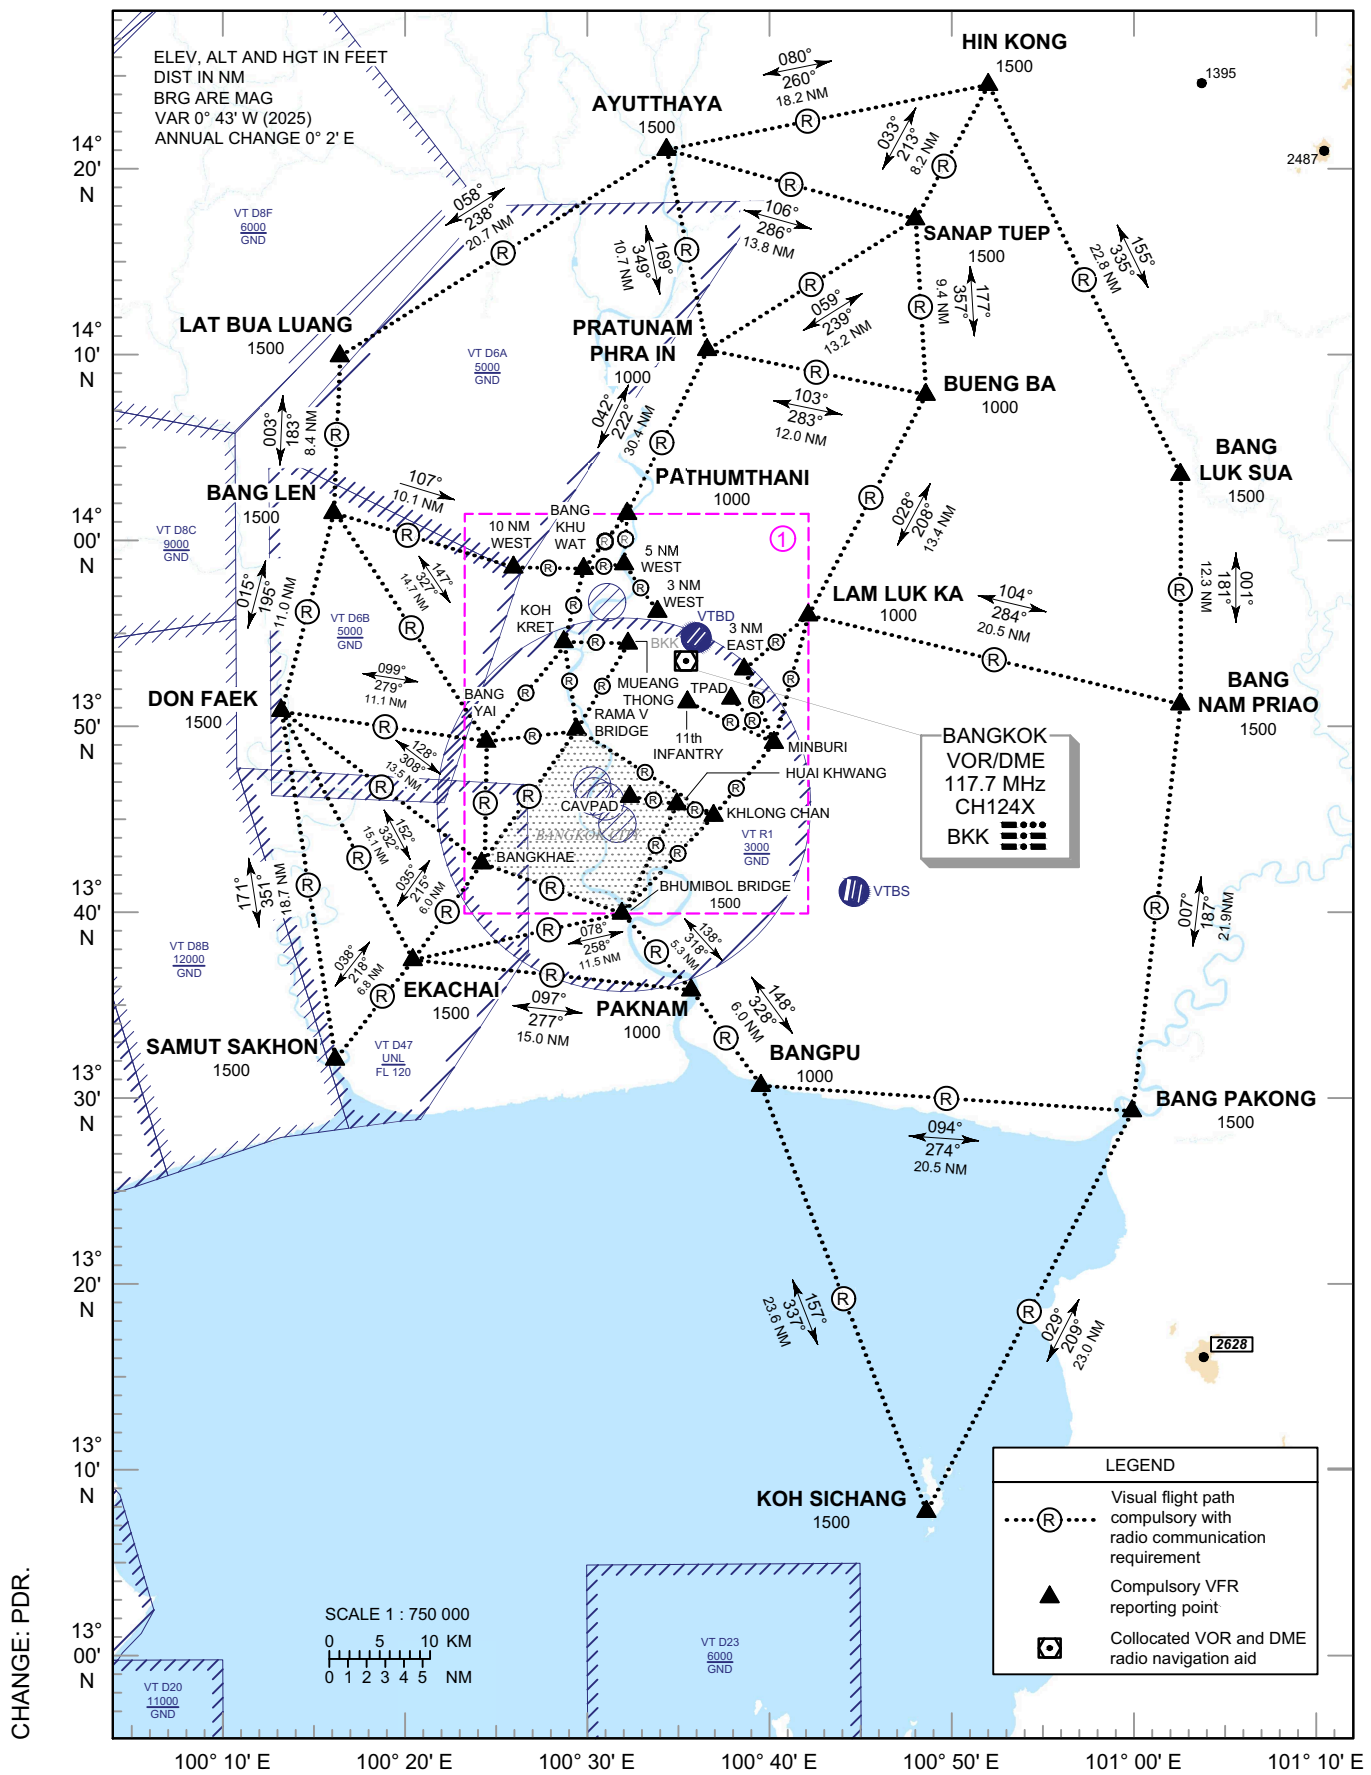 ELEV, ALT AND HGT IN FEET
DIST IN NM
BRG ARE MAG
VAR 0° 43' W (2025)
ANNUAL CHANGE 0° 2' E
HIN KONG
1500
1395
2487
AYUTTHAYA
1500
080°
260°
18.2 NM
033°
213°
8.2 NM
14°
20'
N
058°
238°
20.7 NM
VT D8F
6000
GND
106°
286°
13.8 NM
SANAP TUEP
1500
169°
349°
10.7 NM
155°
335°
22.8 NM
177°
357°
9.4 NM
059°
239°
13.2 NM
LAT BUA LUANG
1500
PRATUNAM
PHRA IN
1000
14°
10'
N
VT D6A
5000
GND
BUENG BA
1000
103°
283°
12.0 NM
042°
222°
30.4 NM
003°
183°
8.4 NM
BANG
LUK SUA
1500
107°
10.1 NM
PATHUMTHANI
1000
BANG LEN
1500
028°
208°
13.4 NM
14°
00'
N
VT D8C
9000
GND
10 NM
WEST
BANG
KHU
WAT
5 NM
WEST
3 NM
WEST
1
147°
327°
14.7 NM
015°
195°
11.0 NM
VT D6B
5000
GND
KOH
KRET
VTBD
BKK
3 NM
EAST
LAM LUK KA
1000
104°
284°
20.5 NM
001°
181°
12.3 NM
099°
279°
11.1 NM
BANG
YAI
MUEANG
THONG
TPAD
RAMA V
BRIDGE
11th
INFANTRY
MINBURI
DON FAEK
1500
13°
50'
N
BANG
NAM PRIAO
1500
128°
308°
13.5 NM
BANGKOK
VOR/DME
117.7 MHz
CH124X
BKK
HUAI KHWANG
CAVPAD
KHLONG CHAN
BANGKOK CITY
VT R1
3000
GND
152°
332°
15.1 NM
BANGKHAE
035°
215°
6.0 NM
BHUMIBOL BRIDGE
1500
VTBS
13°
40'
N
171°
351°
18.7 NM
007°
187°
21.9NM
078°
258°
11.5 NM
138°
318°
5.3 NM
VT D8B
12000
GND
038°
218°
6.8 NM
EKACHAI
1500
097°
277°
15.0 NM
PAKNAM
1000
148°
328°
6.0 NM
SAMUT SAKHON
1500
VT D47
UNL
FL 120
BANGPU
1000
13°
30'
N
BANG PAKONG
1500
094°
274°
20.5 NM
13°
20'
N
157°
337°
23.6 NM
029°
209°
23.0 NM
2628
13°
10'
N
KOH SICHANG
1500
LEGEND
R
Visual flight path
compulsory with
radio communication
requirement
Compulsory VFR
reporting point
Collocated VOR and DME
radio navigation aid
SCALE 1 : 750 000
0 5 10 KM
0 1 2 3 4 5 NM
13°
00'
N
VT D23
6000
GND
VT D20
11000
GND
CHANGE: PDR.
100° 10' E 100° 20' E 100° 30' E 100° 40' E 100° 50' E 101° 00' E 101° 10' E